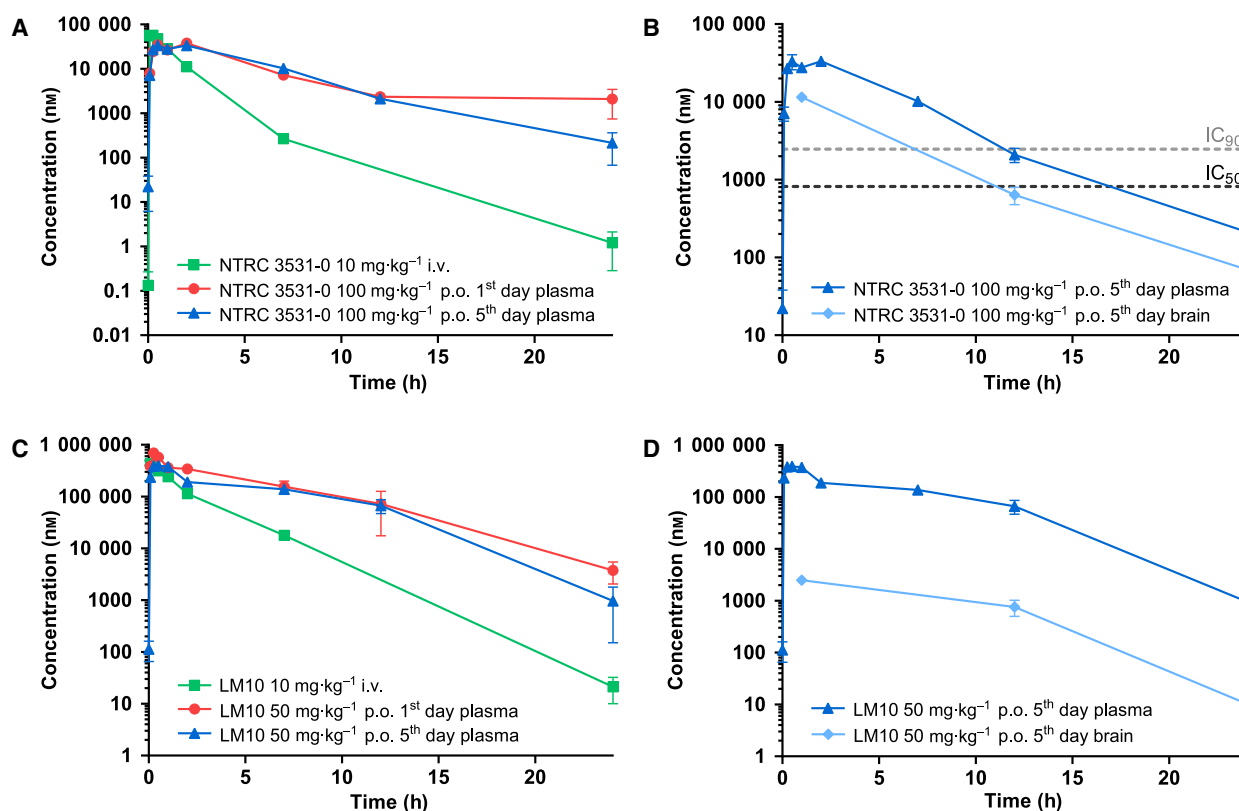 A
100 000
10 000
1000
100
10
1
0.1
0.01
Concentration (nM)
NTRC 3531-0 10 mg·kg⁻¹ i.v.
NTRC 3531-0 100 mg·kg⁻¹ p.o. 1st day plasma
NTRC 3531-0 100 mg·kg⁻¹ p.o. 5th day plasma
0 5 10 15 20
Time (h)
B
100 000
10 000
1000
100
10
Concentration (nM)
IC90
IC50
NTRC 3531-0 100 mg·kg⁻¹ p.o. 5th day plasma
NTRC 3531-0 100 mg·kg⁻¹ p.o. 5th day brain
0 5 10 15 20
Time (h)
C
1 000 000
100 000
10 000
1000
100
10
1
Concentration (nM)
LM10 10 mg·kg⁻¹ i.v.
LM10 50 mg·kg⁻¹ p.o. 1st day plasma
LM10 50 mg·kg⁻¹ p.o. 5th day plasma
0 5 10 15 20
Time (h)
D
1 000 000
100 000
10 000
1000
100
10
1
Concentration (nM)
LM10 50 mg·kg⁻¹ p.o. 5th day plasma
LM10 50 mg·kg⁻¹ p.o. 5th day brain
0 5 10 15 20
Time (h)